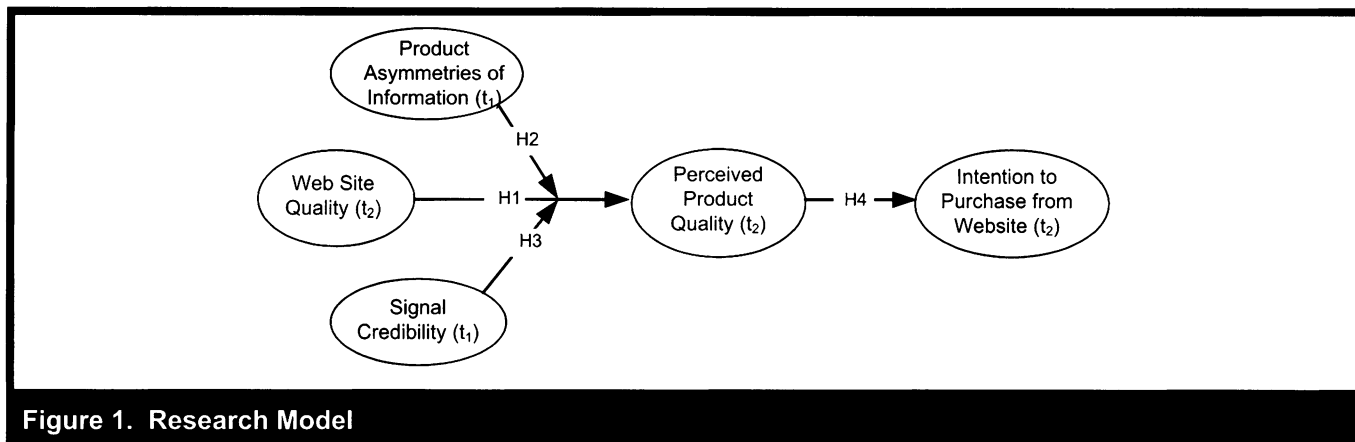 Product
Asymmetries of
Information (t₁)
H2
Web Site
Quality (t₂)
H1
H3
Signal
Credibility (t₁)
Perceived
Product
Quality (t₂)
H4
Intention to
Purchase from
Website (t₂)
Figure 1. Research Model